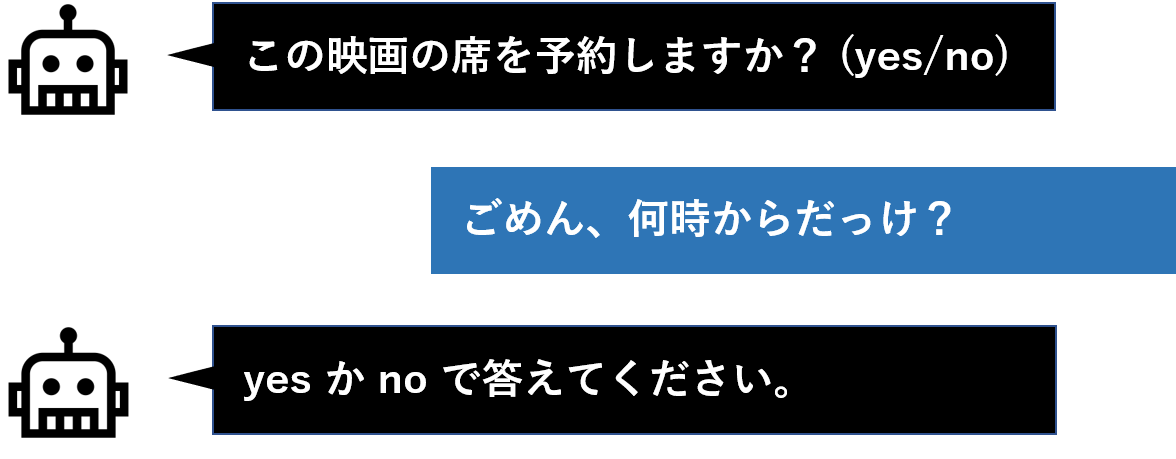 この映画の席を予約しますか？ (yes/no)
ごめん、何時からだっけ？
yes か no で答えてください。